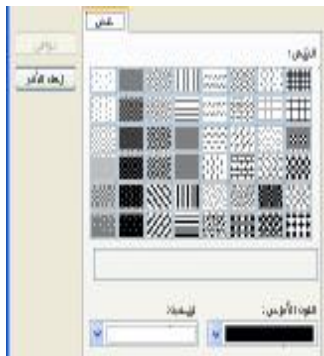 نقش
موافق
إلغاء الأمر
النقش:
اللون الأمامي:
الخلفية: